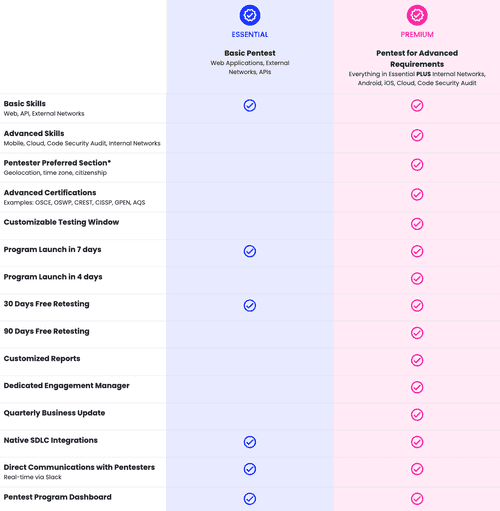 ESSENTIAL
PREMIUM
Basic Pentest
Web Applications, External
Networks, APIs
Pentest for Advanced
Requirements
Everything in Essential PLUS Internal Networks,
Android, iOS, Cloud, Code Security Audit
Basic Skills
Web, API, External Networks
Advanced Skills
Mobile, Cloud, Code Security Audit, Internal Networks
Pentester Preferred Section*
Geolocation, time zone, citizenship
Advanced Certifications
Examples: OSCE, OSWP, CREST, CISSP, GPEN, AQS
Customizable Testing Window
Program Launch in 7 days
Program Launch in 4 days
30 Days Free Retesting
90 Days Free Retesting
Customized Reports
Dedicated Engagement Manager
Quarterly Business Update
Native SDLC Integrations
Direct Communications with Pentesters
Real-time via Slack
Pentest Program Dashboard